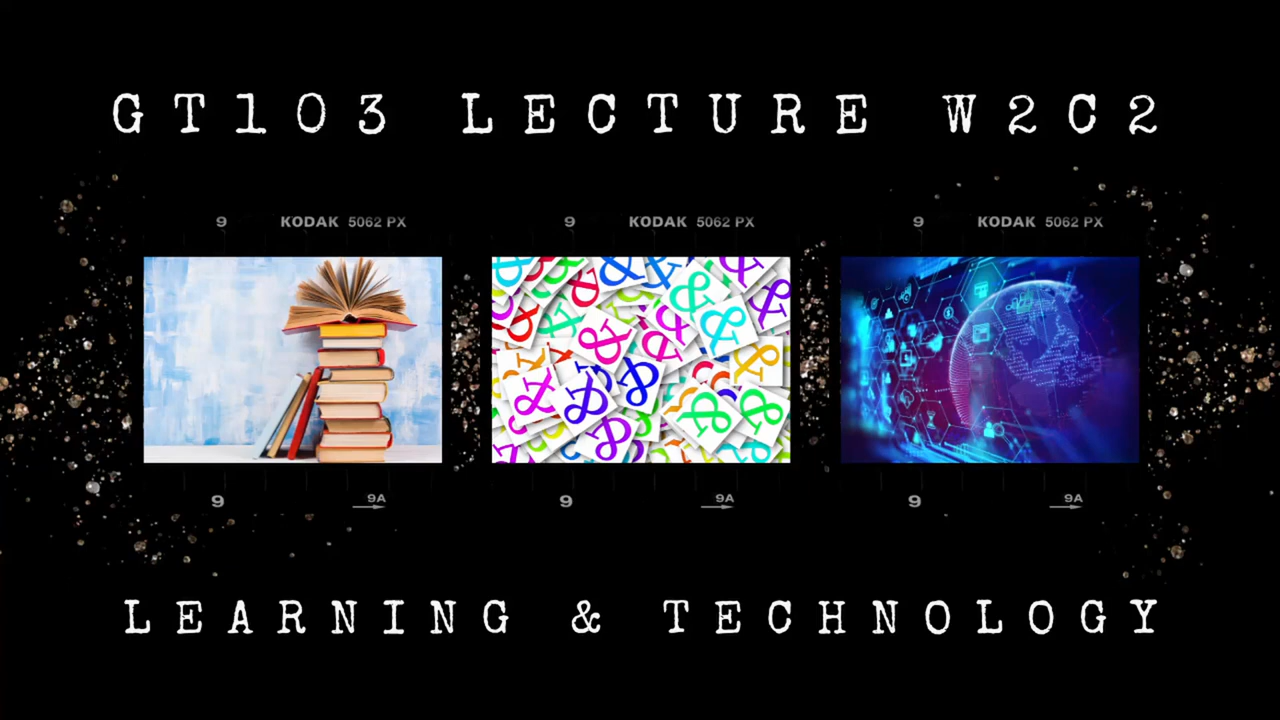 GT103 LECTURE W2C2
9 KODAK 5062 PX 9 KODAK 5062 PX 9 KODAK 5062 PX
9 9A 9 9A 9 9A
LEARNING & TECHNOLOGY